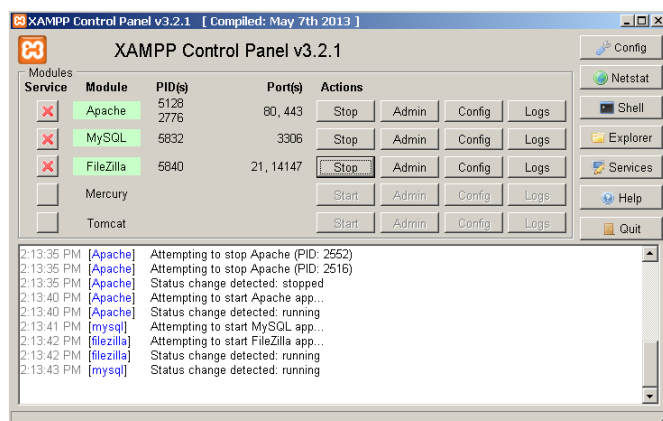 XAMPP Control Panel v3.2.1 [ Compiled: May 7th 2013 ]
XAMPP Control Panel v3.2.1
Config
Modules
Service Module PID(s) Port(s) Actions
Netstat
Apache 5128 2776 80, 443 Stop Admin Config Logs
Shell
MySQL 5832 3306 Stop Admin Config Logs
Explorer
FileZilla 5840 21, 14147 Stop Admin Config Logs
Services
Mercury Start Admin Config Logs
Help
Tomcat Start Admin Config Logs
Quit
2:13:35 PM [Apache] Attempting to stop Apache (PID: 2552)
2:13:35 PM [Apache] Attempting to stop Apache (PID: 2516)
2:13:35 PM [Apache] Status change detected: stopped
2:13:40 PM [Apache] Attempting to start Apache app...
2:13:40 PM [Apache] Status change detected: running
2:13:41 PM [mysql] Attempting to start MySQL app...
2:13:42 PM [filezilla] Attempting to start FileZilla app...
2:13:42 PM [filezilla] Status change detected: running
2:13:43 PM [mysql] Status change detected: running